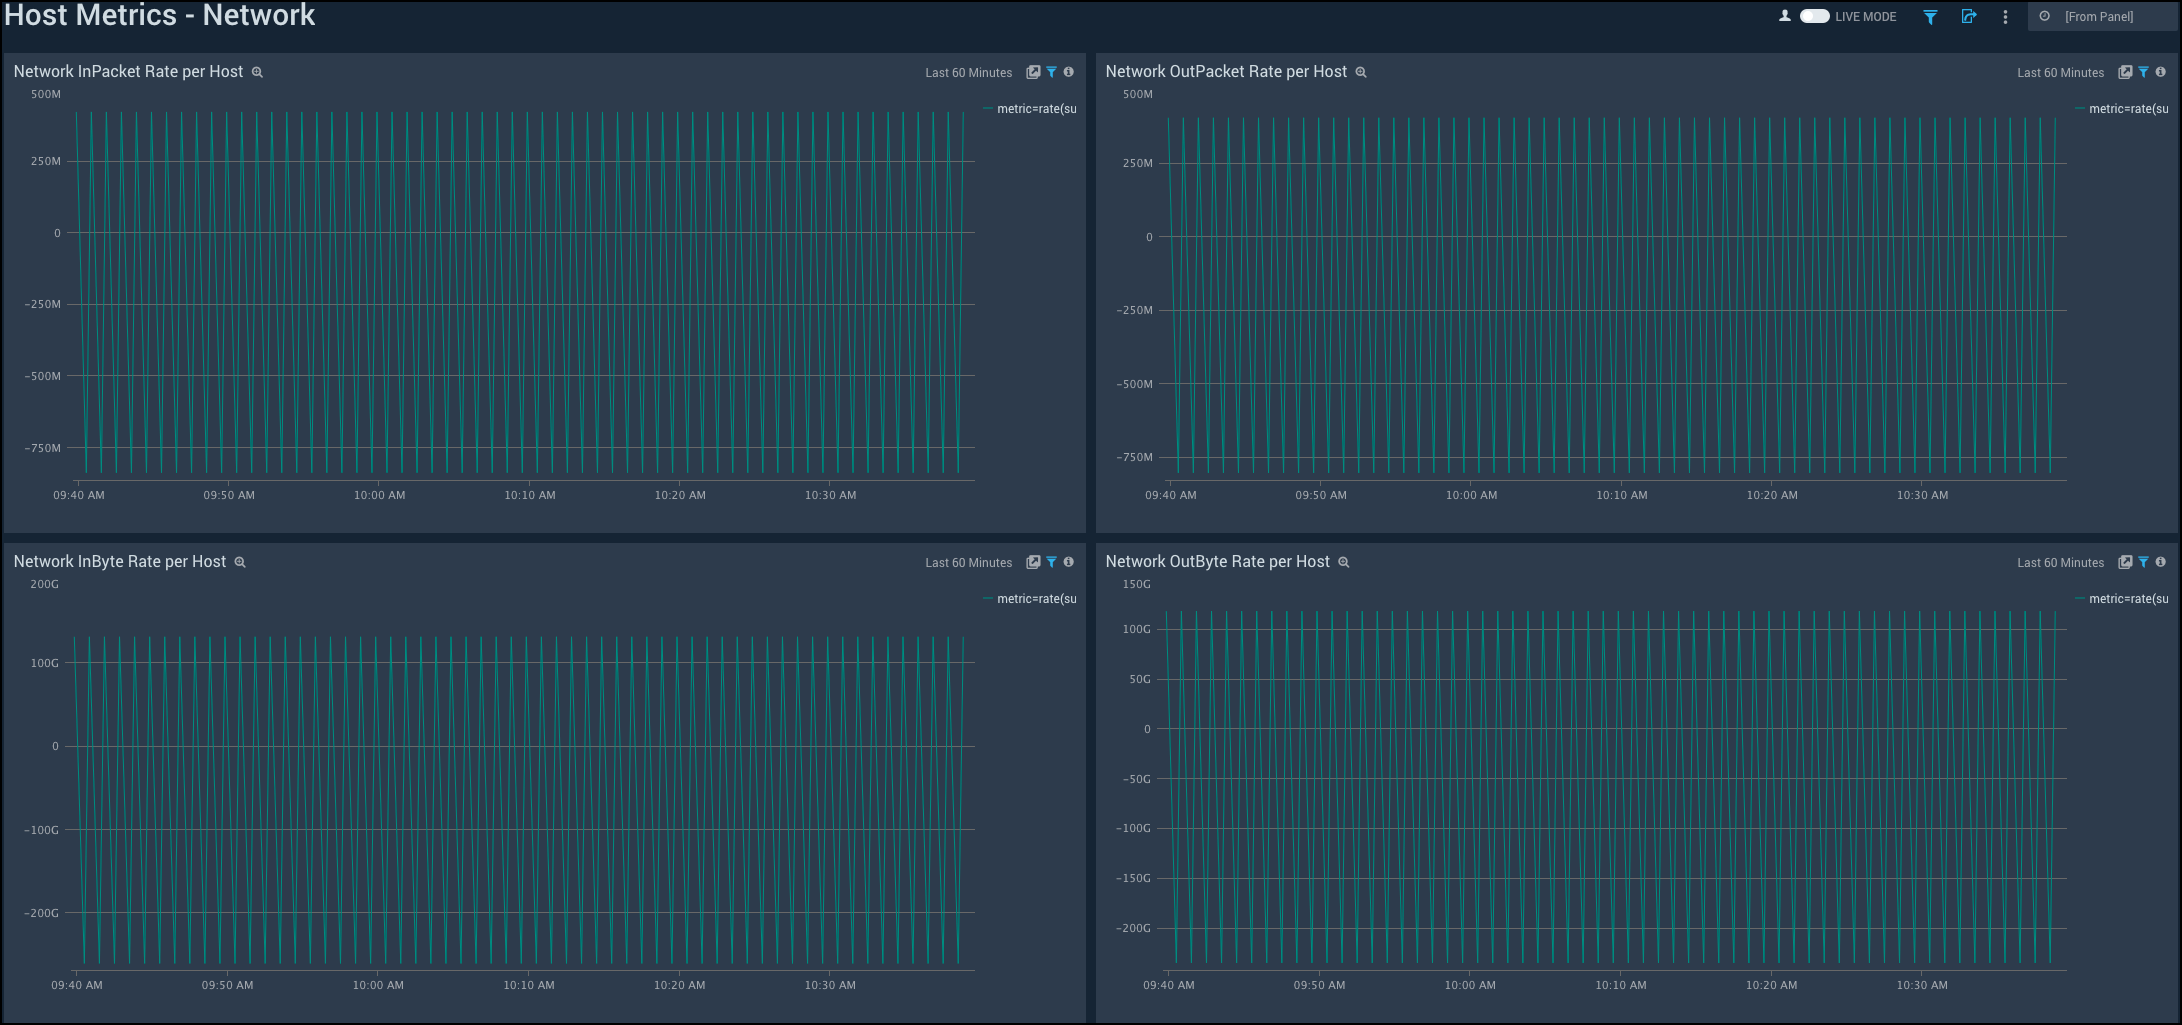 Host Metrics - Network
LIVE MODE
[From Panel]
Network InPacket Rate per Host
Last 60 Minutes
500M
250M
0
−250M
−500M
−750M
metric=rate(su
09:40 AM 09:50 AM 10:00 AM 10:10 AM 10:20 AM 10:30 AM
Network OutPacket Rate per Host
Last 60 Minutes
500M
250M
0
−250M
−500M
−750M
metric=rate(su
09:40 AM 09:50 AM 10:00 AM 10:10 AM 10:20 AM 10:30 AM
Network InByte Rate per Host
Last 60 Minutes
200G
100G
0
−100G
−200G
metric=rate(su
09:40 AM 09:50 AM 10:00 AM 10:10 AM 10:20 AM 10:30 AM
Network OutByte Rate per Host
Last 60 Minutes
150G
100G
50G
0
−50G
−100G
−150G
−200G
metric=rate(su
09:40 AM 09:50 AM 10:00 AM 10:10 AM 10:20 AM 10:30 AM